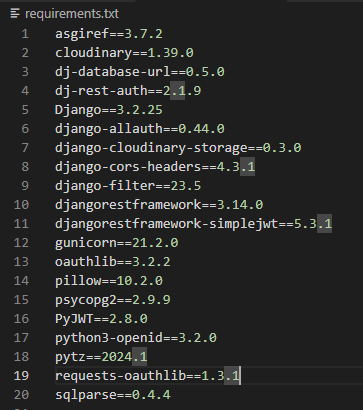 requirements.txt
1 asgiref==3.7.2
2 cloudinary==1.39.0
3 dj-database-url==0.5.0
4 dj-rest-auth==2.1.9
5 Django==3.2.25
6 django-allauth==0.44.0
7 django-cloudinary-storage==0.3.0
8 django-cors-headers==4.3.1
9 django-filter==23.5
10 djangorestframework==3.14.0
11 djangorestframework-simplejwt==5.3.1
12 gunicorn==21.2.0
13 oauthlib==3.2.2
14 pillow==10.2.0
15 psycopg2==2.9.9
16 PyJWT==2.8.0
17 python3-openid==3.2.0
18 pytz==2024.1
19 requests-oauthlib==1.3.1
20 sqlparse==0.4.4